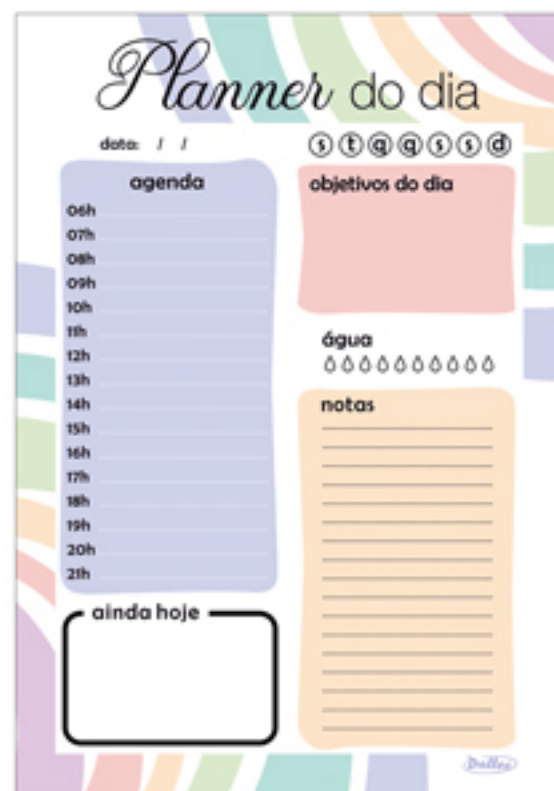 Planner do dia
data: / /
s t q q s s d
agenda
06h
07h
08h
09h
10h
11h
12h
13h
14h
15h
16h
17h
18h
19h
20h
21h
ainda hoje
objetivos do dia
água
notas